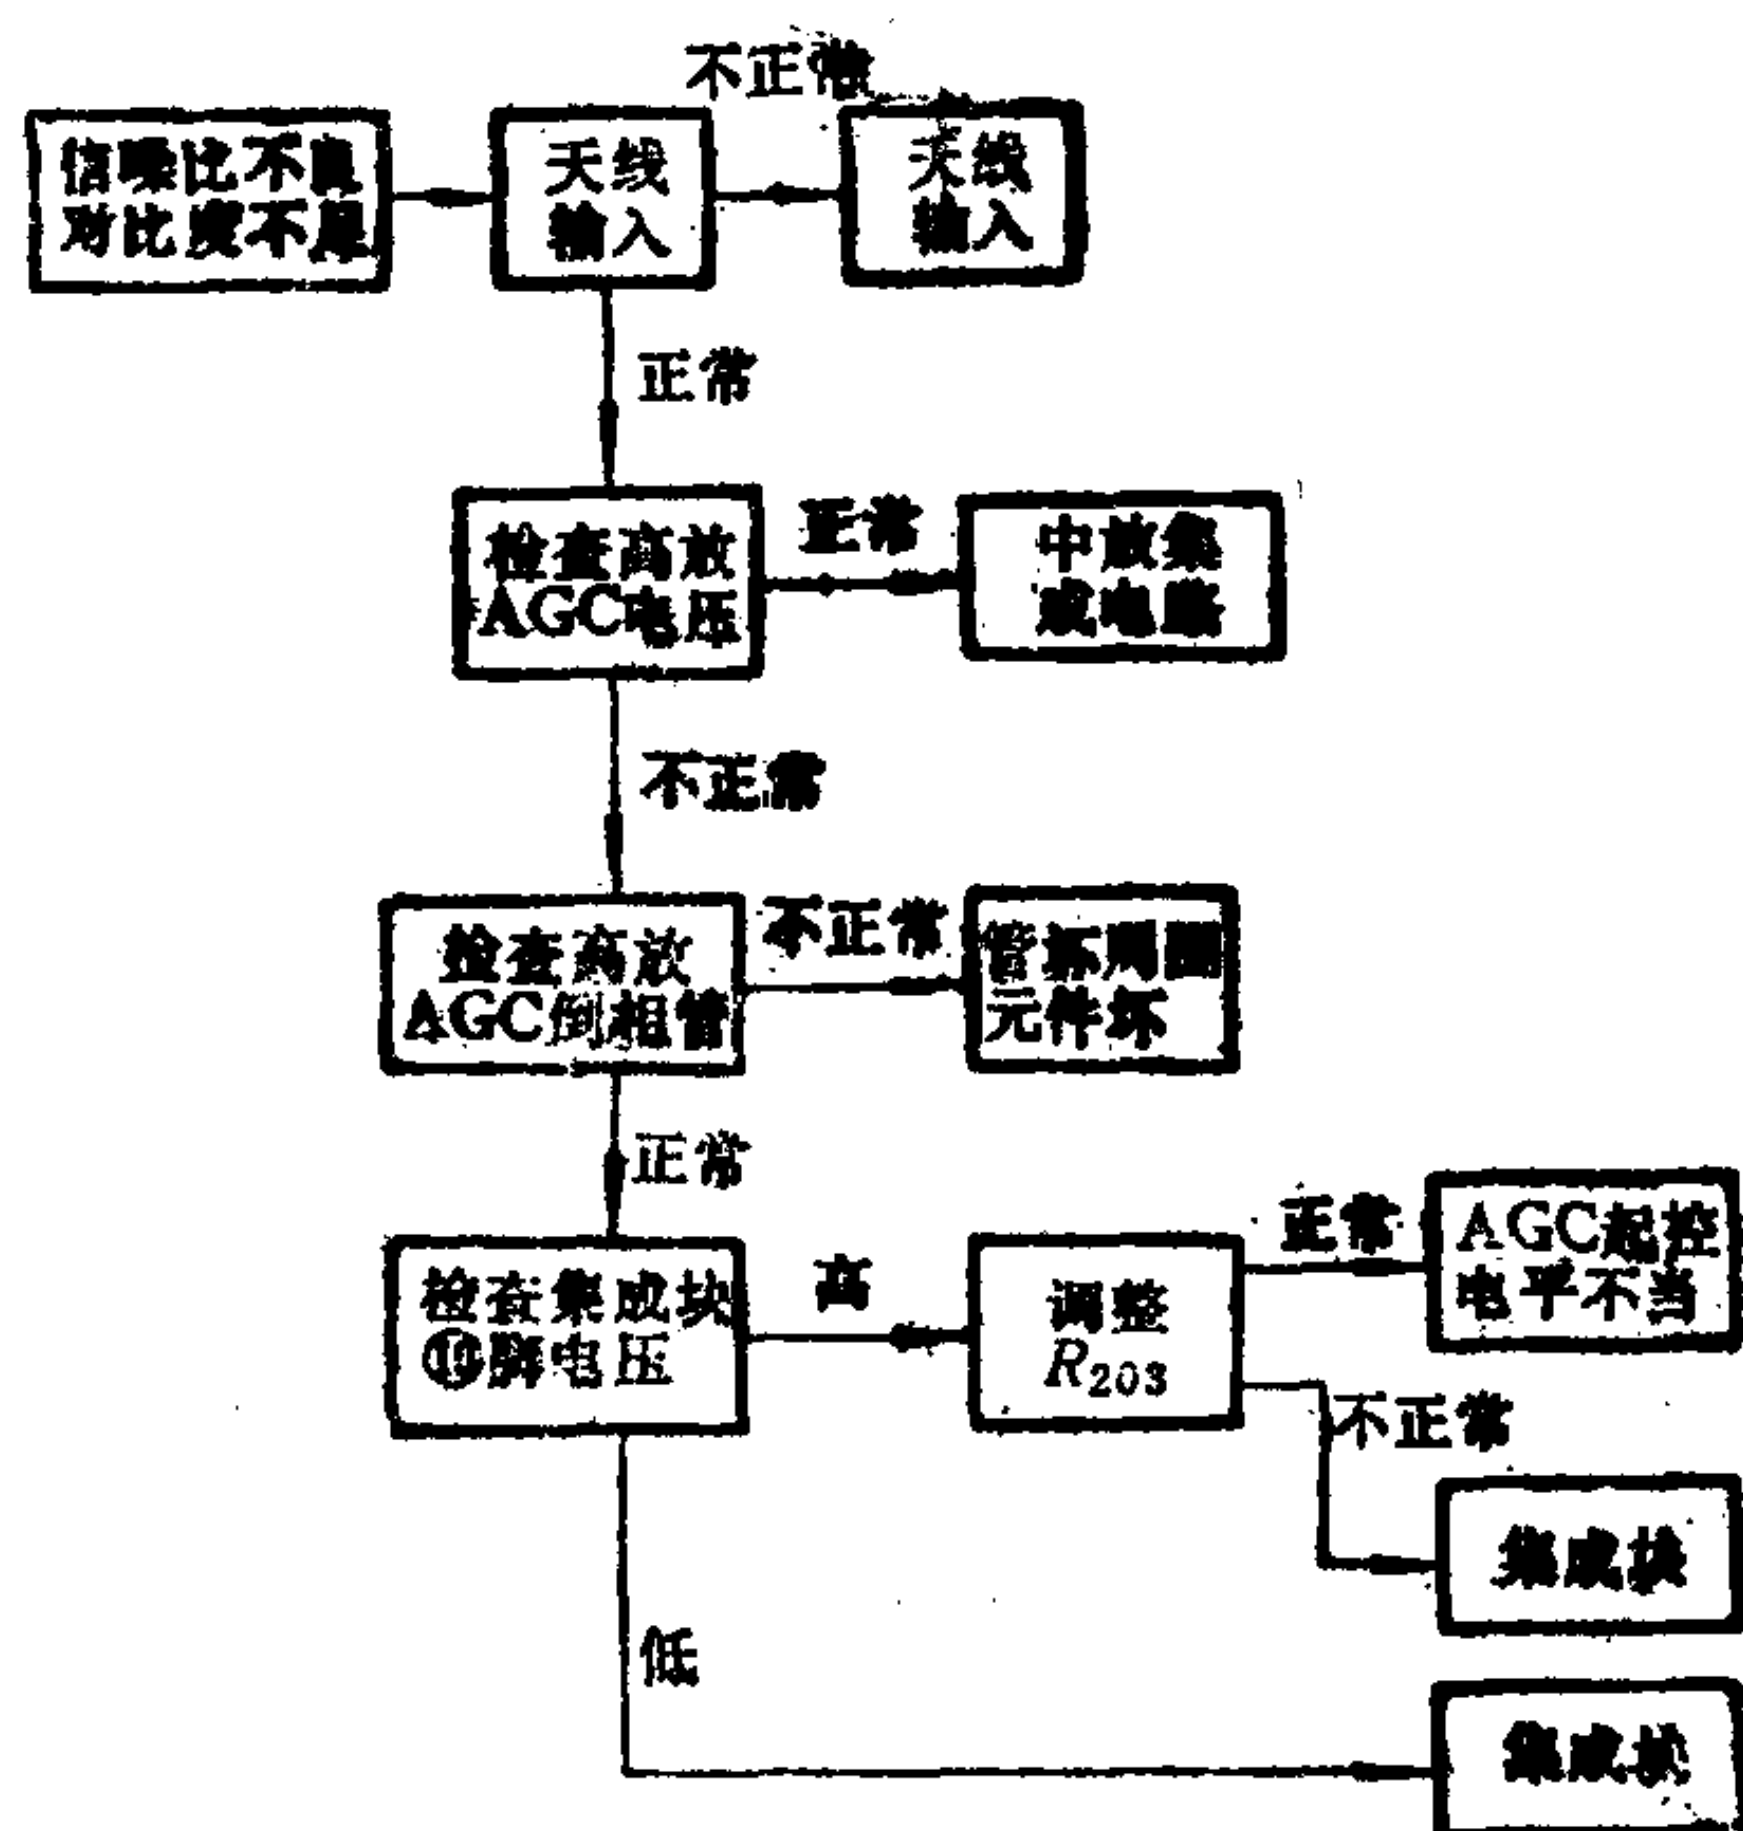 不正常
信噪比不良
对比度不足
天线
输入
天线
输入
正常
检查高放
AGC电压
正常
中放集
成电路
不正常
检查高放
AGC倒相管
不正常
管坏周围
元件坏
正常
检查集成块
脚电压
高
调整
R₂₀₃
正常
AGC起控
电平不当
不正常
集成块
低
集成块